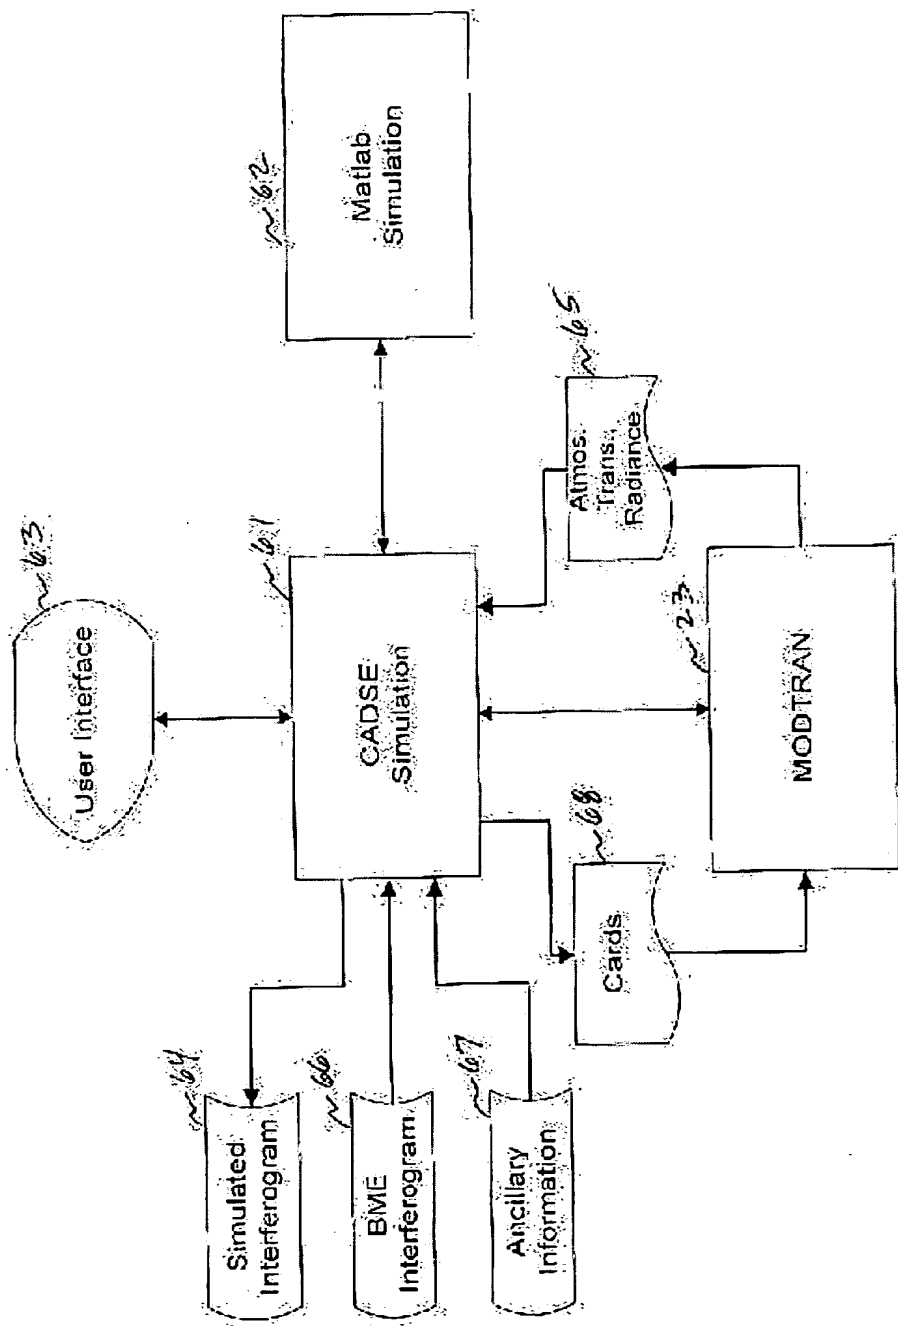 User Interface
63
Simulated
Interferogram
64
BME
Interferogram
66
Ancillary
Information
67
CADSE
Simulation
61
Matlab
Simulation
62
Cards
68
Atmos.
Trans.,
Radiance
65
MODTRAN
23